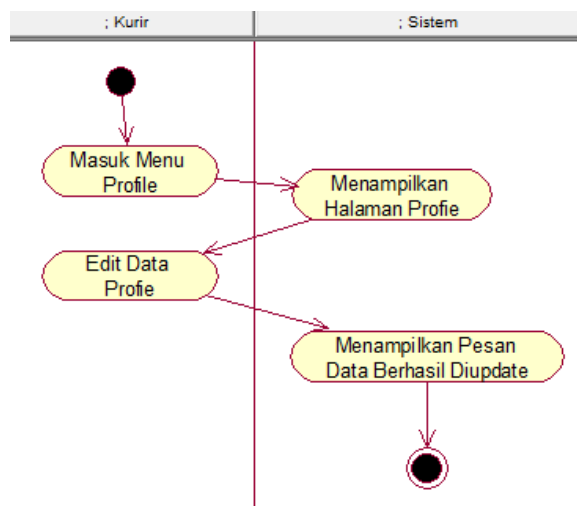 ; Kurir
; Sistem
Masuk Menu
Profile
Menampilkan
Halaman Profie
Edit Data
Profie
Menampilkan Pesan
Data Berhasil Diupdate